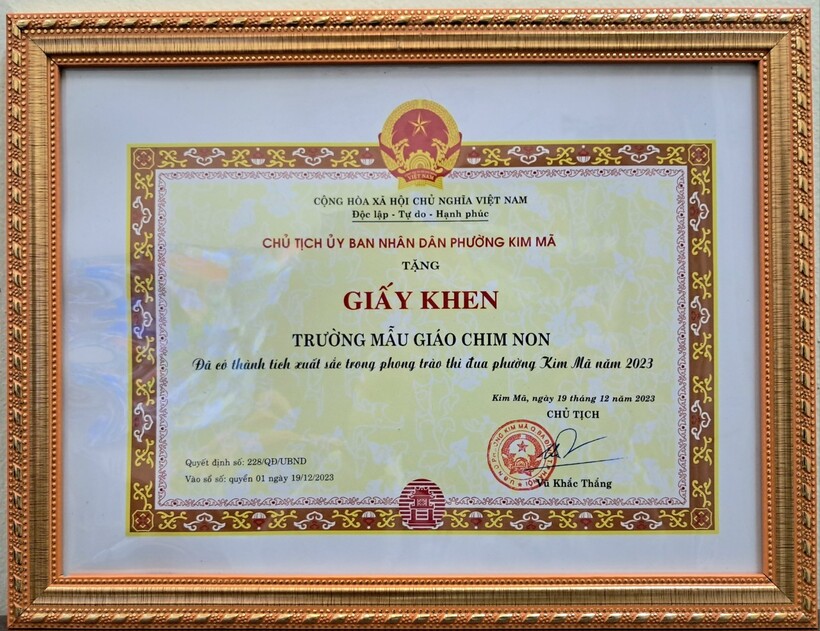 VIỆT NAM
CỘNG HÒA XÃ HỘI CHỦ NGHĨA VIỆT NAM
Độc lập - Tự do - Hạnh phúc
CHỦ TỊCH ỦY BAN NHÂN DÂN PHƯỜNG KIM MÃ
TẶNG
GIẤY KHEN
TRƯỜNG MẪU GIÁO CHIM NON
Đã có thành tích xuất sắc trong phong trào thi đua phường Kim Mã năm 2023
Kim Mã, ngày 19 tháng 12 năm 2023
CHỦ TỊCH
Vũ Khắc Thắng
Quyết định số: 228/QĐ/UBND
Vào sổ số: quyển 01 ngày 19/12/2023